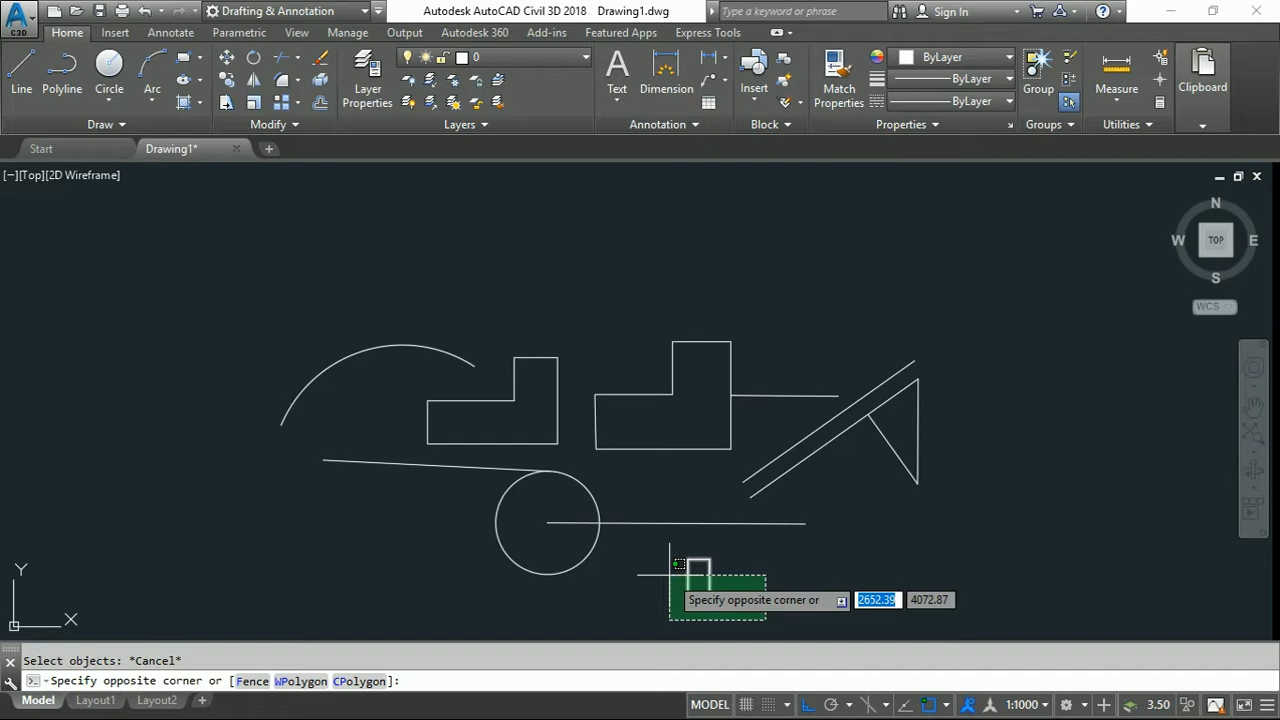 Drafting & Annotation
Autodesk AutoCAD Civil 3D 2018 Drawing1.dwg
Type a keyword or phrase
Sign In
C3D
Home Insert Annotate Parametric View Manage Output Autodesk 360 Add-ins Featured Apps Express Tools
0
ByLayer
ByLayer
ByLayer
Line Polyline Circle Arc Layer Properties Text Dimension Insert Match Properties Group Measure Clipboard
Draw Modify Layers Annotation Block Properties Groups Utilities
Start Drawing1*
[−][Top][2D Wireframe]
N
W TOP E
S
WCS
Y
X
Specify opposite corner or 2652.39 4072.87
Select objects: *Cancel*
Specify opposite corner or [Fence WPolygon CPolygon]:
Model Layout1 Layout2
MODEL 1:1000 3.50